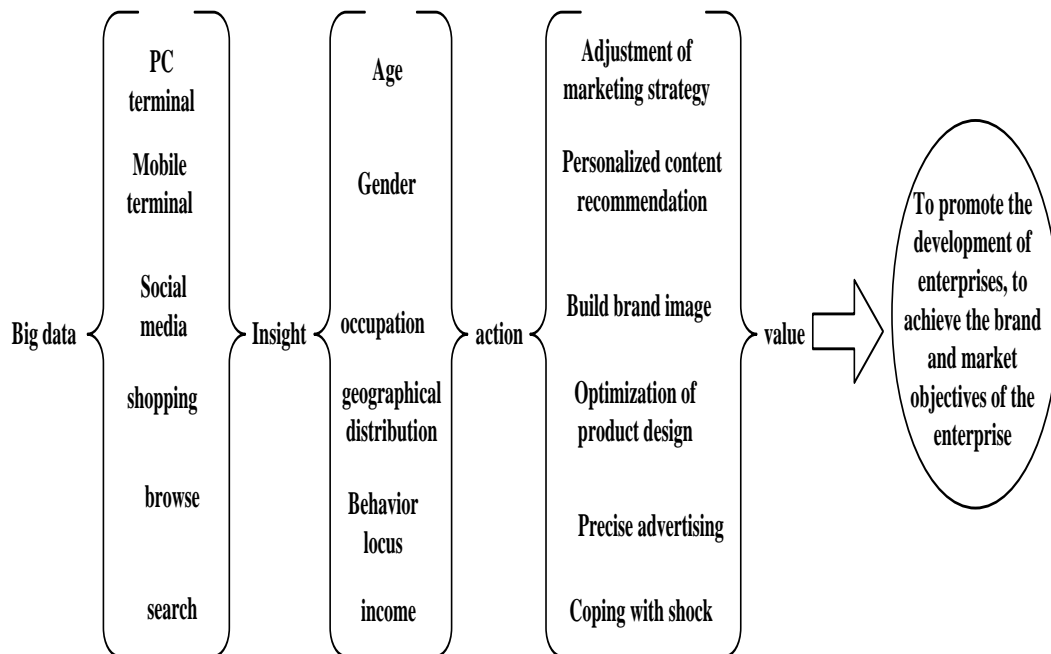 Big data
PC
terminal
Mobile
terminal
Social
media
shopping
browse
search
Insight
Age
Gender
occupation
geographical
distribution
Behavior
locus
income
action
Adjustment of
marketing strategy
Personalized content
recommendation
Build brand image
Optimization of
product design
Precise advertising
Coping with shock
value
To promote the
development of
enterprises, to
achieve the brand
and market
objectives of the
enterprise